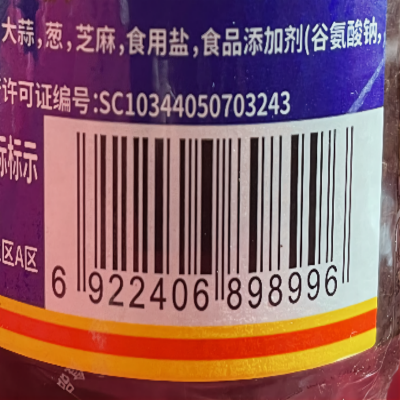 大蒜,葱,芝麻,食用盐,食品添加剂(谷氨酸钠,
许可证编号:SC10344050703243
标标示
区A区
6 922406 898996